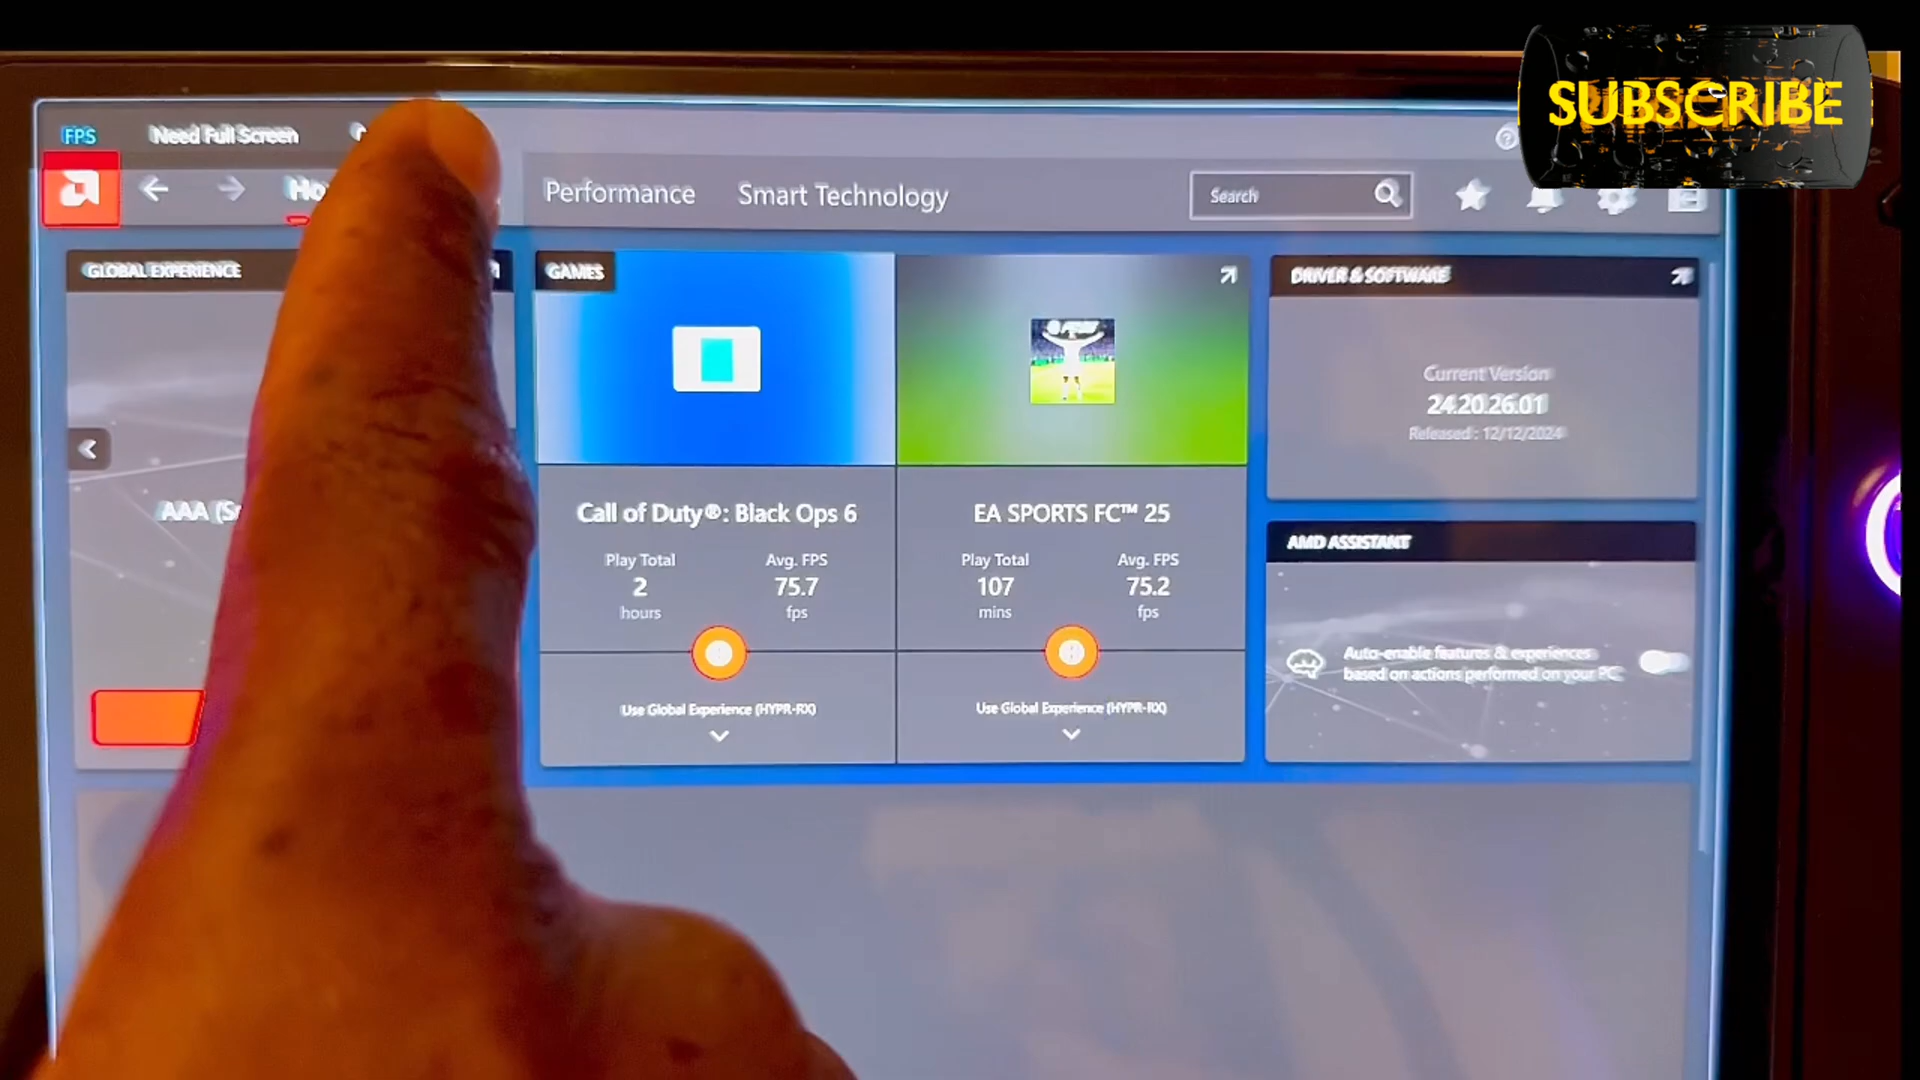 SUBSCRIBE
FPS Need Full Screen
Performance Smart Technology Search
GLOBAL EXPERIENCE
GAMES
DRIVER & SOFTWARE
Current Version
24.20.26.01
Released : 12/12/2024
AAA
Call of Duty®: Black Ops 6
Play Total Avg. FPS
2 75.7
hours fps
Use Global Experience (HYPR-RX)
EA SPORTS FC™ 25
Play Total Avg. FPS
107 75.2
mins fps
Use Global Experience (HYPR-RX)
AMD ASSISTANT
Auto-enable features & experiences
based on actions performed on your PC